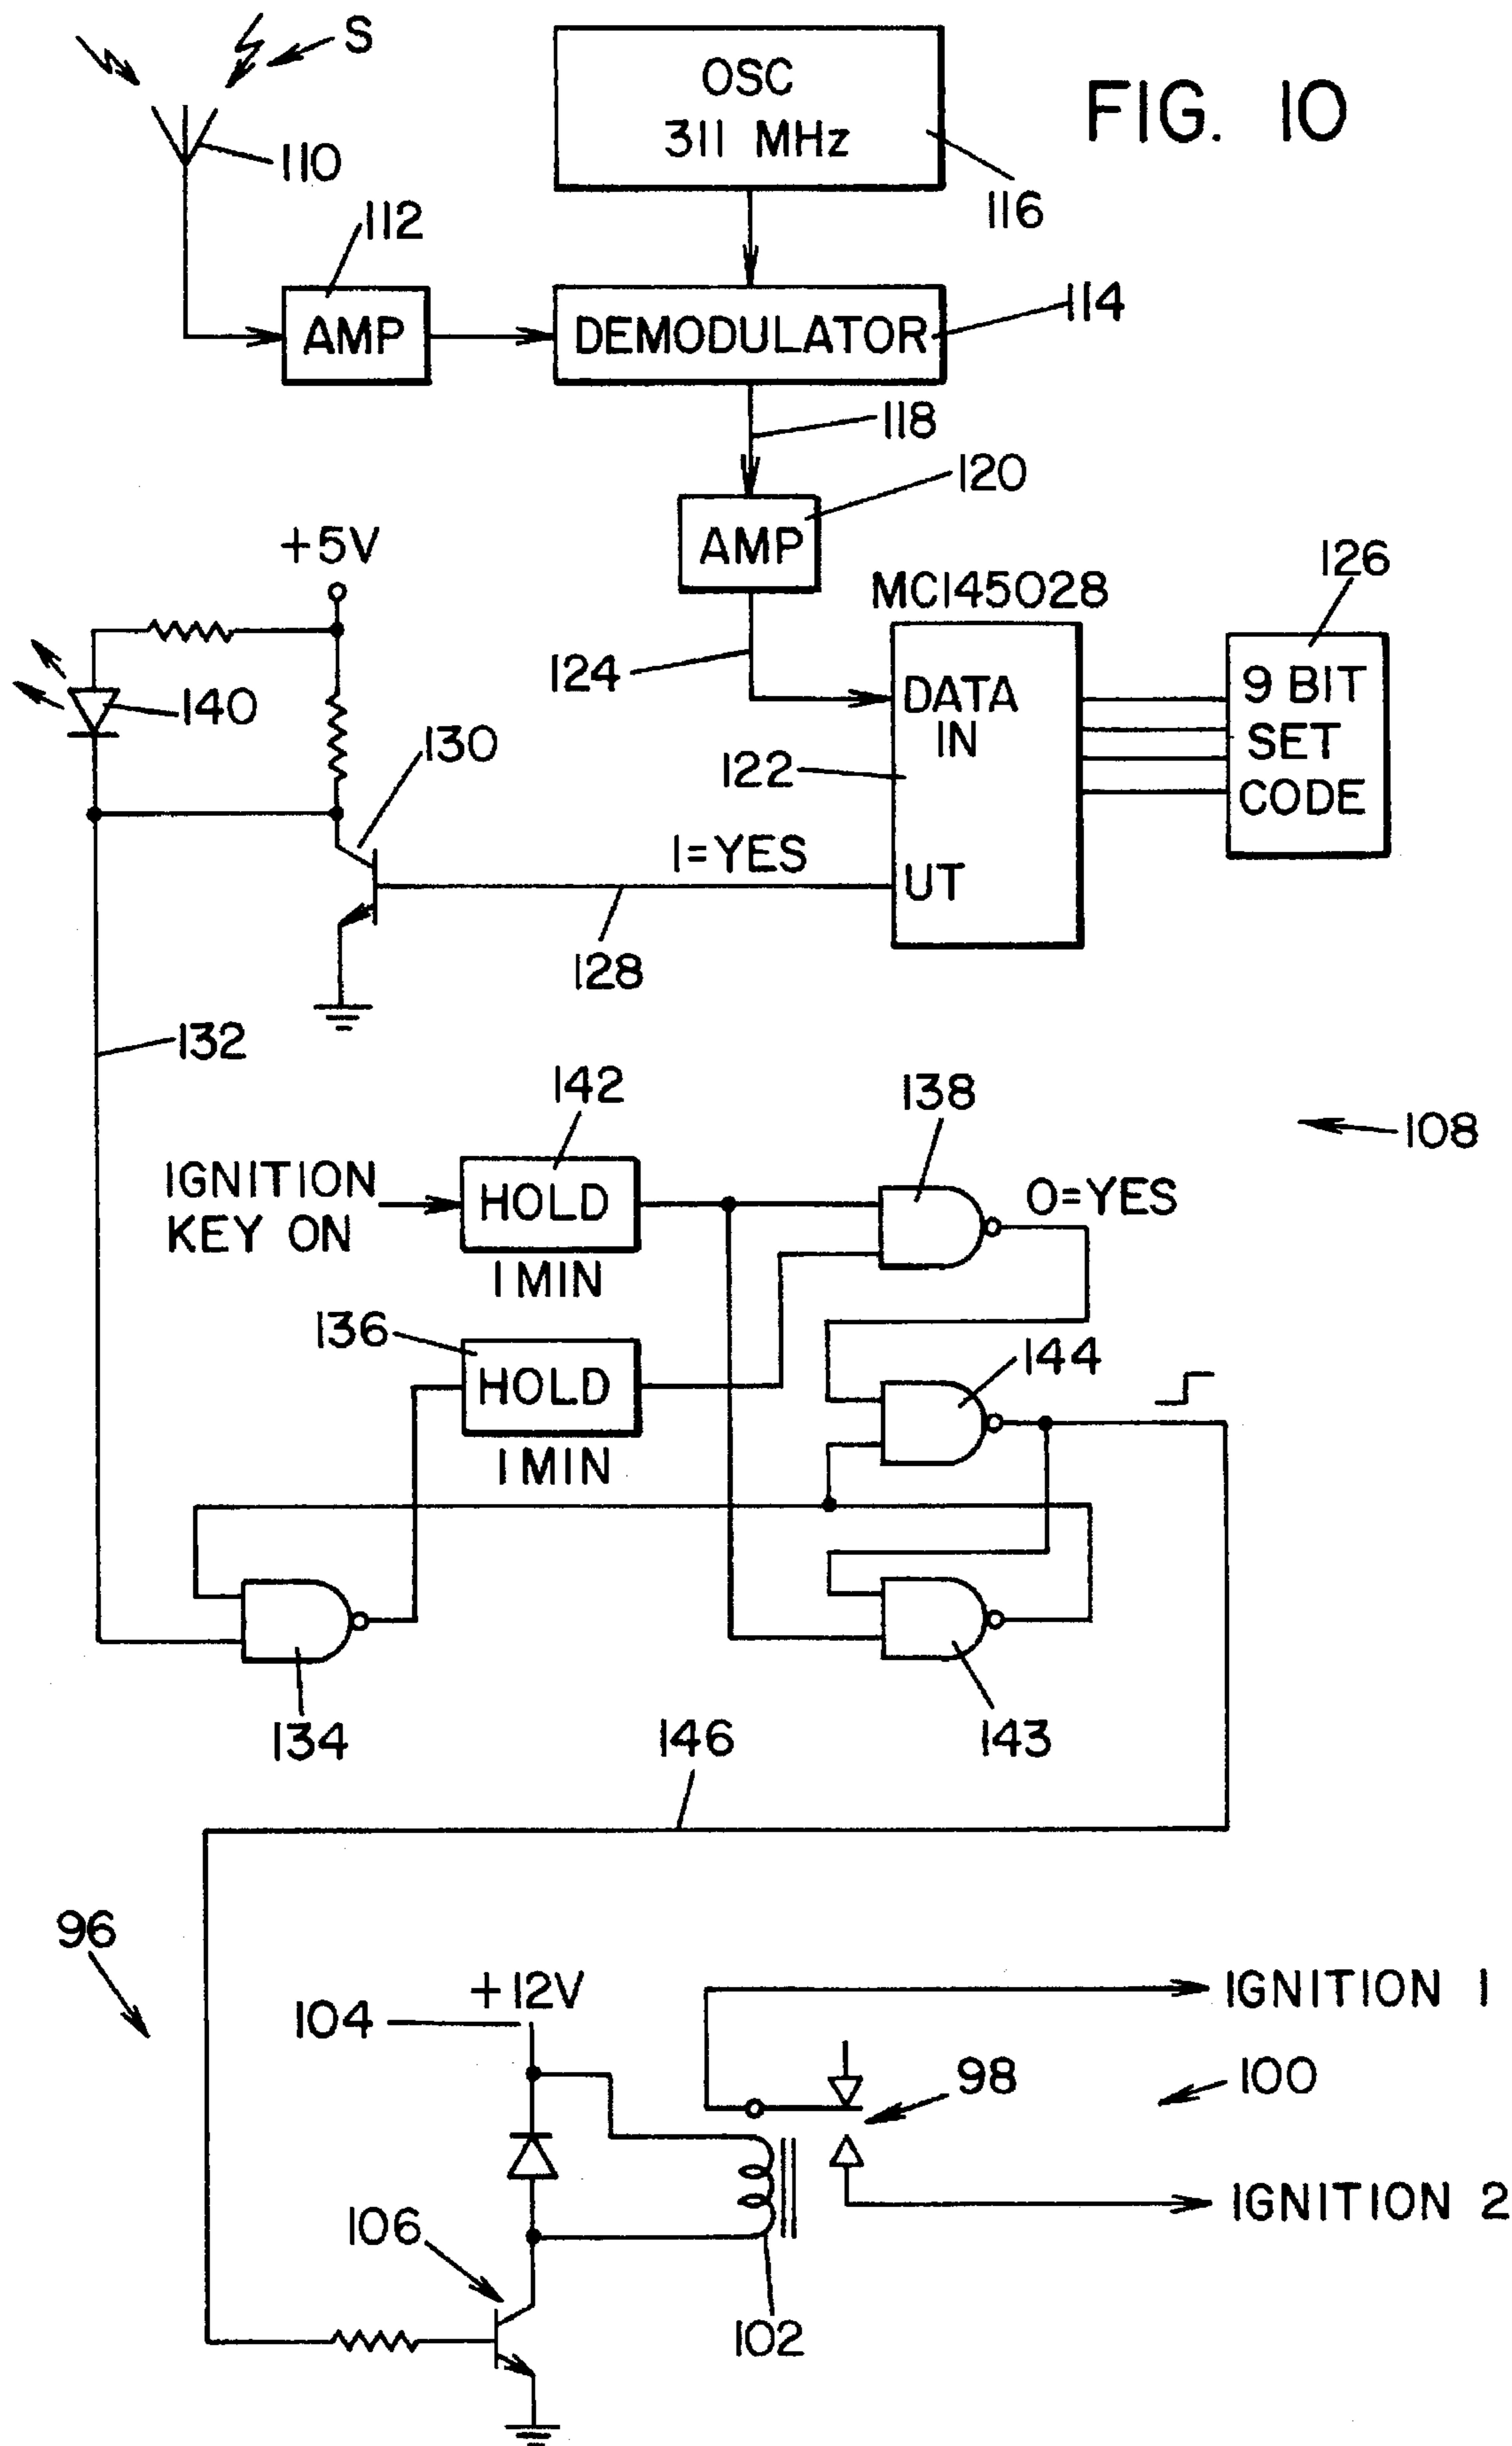 S
OSC
311 MHz
FIG. 10
110
116
112
114
AMP
DEMODULATOR
118
120
+5V
AMP
MC145028
126
124
DATA
IN
9 BIT
SET
CODE
140
130
122
1=YES
UT
128
132
142
138
108
IGNITION
KEY ON
HOLD
0=YES
1 MIN
136
HOLD
144
1 MIN
134
143
146
96
+12V
104
IGNITION 1
98
100
IGNITION 2
106
102